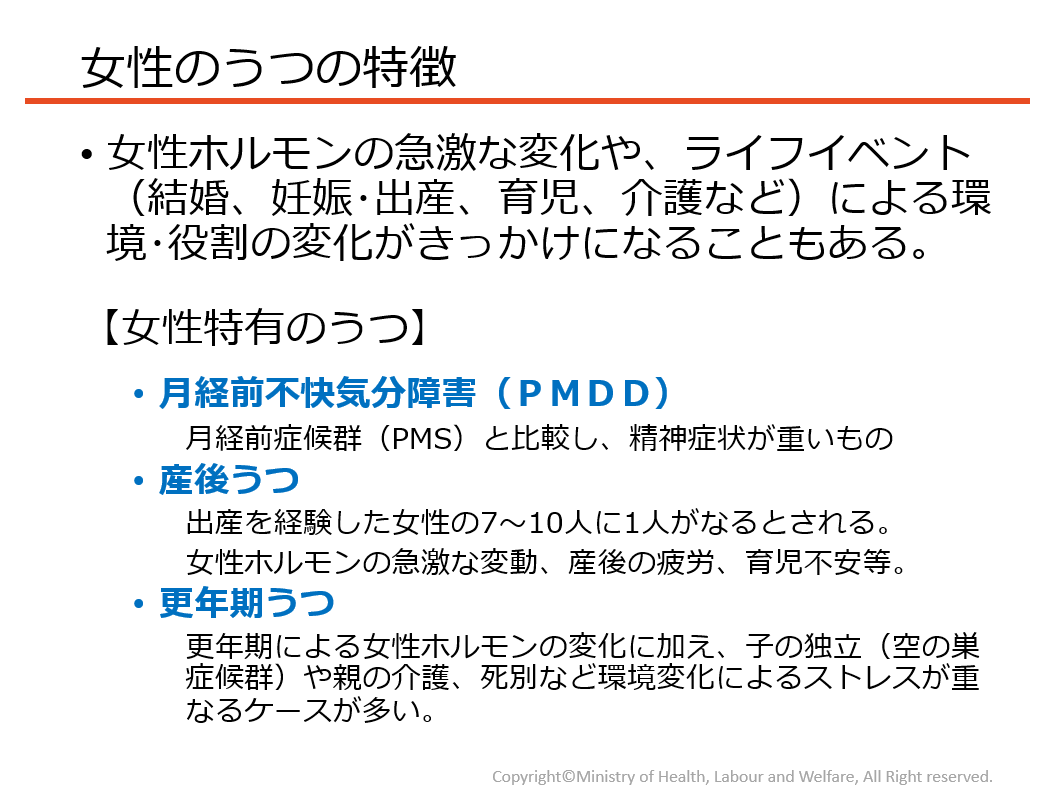 女性のうつの特徴
• 女性ホルモンの急激な変化や、ライフイベント
（結婚、妊娠･出産、育児、介護など）による環
境･役割の変化がきっかけになることもある。
【女性特有のうつ】
• 月経前不快気分障害（ＰＭＤＤ）
月経前症候群（PMS）と比較し、精神症状が重いもの
• 産後うつ
出産を経験した女性の7～10人に1人がなるとされる。
女性ホルモンの急激な変動、産後の疲労、育児不安等。
• 更年期うつ
更年期による女性ホルモンの変化に加え、子の独立（空の巣
症候群）や親の介護、死別など環境変化によるストレスが重
なるケースが多い。
Copyright©Ministry of Health, Labour and Welfare, All Right reserved.